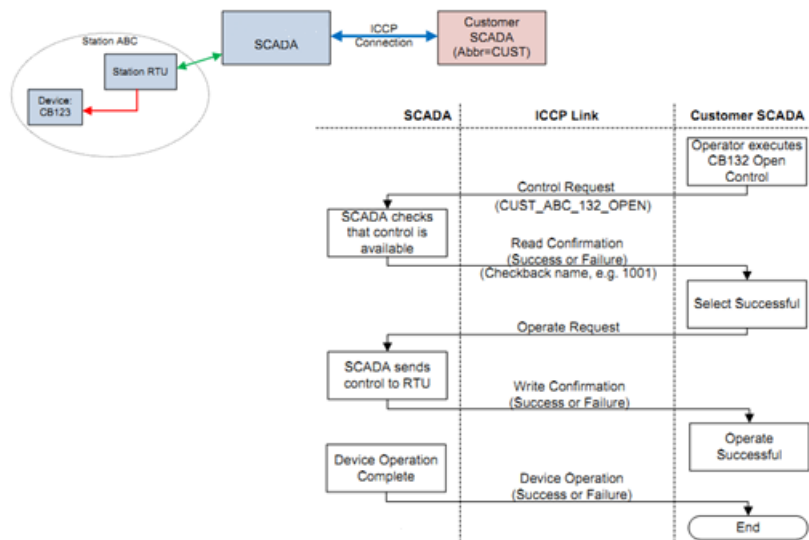 Station ABC
Station RTU
Device:
CB123
SCADA
ICCP
Connection
Customer
SCADA
(Abbr=CUST)
SCADA
ICCP Link
Customer SCADA
Operator executes
CB132 Open
Control
Control Request
(CUST_ABC_132_OPEN)
SCADA checks
that control is
available
Read Confirmation
(Success or Failure)
(Checkback name, e.g. 1001)
Select Successful
Operate Request
SCADA sends
control to RTU
Write Confirmation
(Success or Failure)
Operate
Successful
Device Operation
Complete
Device Operation
(Success or Failure)
End